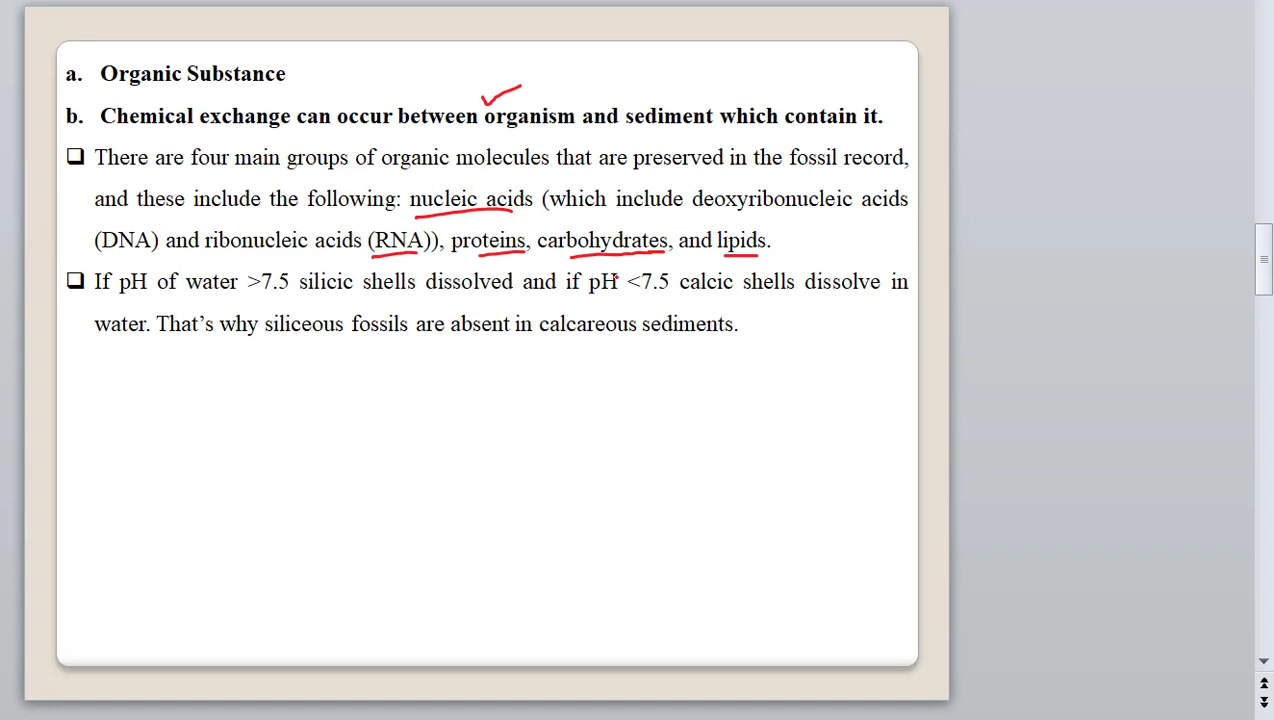 a. Organic Substance
b. Chemical exchange can occur between organism and sediment which contain it.
There are four main groups of organic molecules that are preserved in the fossil record,
and these include the following: nucleic acids (which include deoxyribonucleic acids
(DNA) and ribonucleic acids (RNA)), proteins, carbohydrates, and lipids.
If pH of water >7.5 silicic shells dissolved and if pH <7.5 calcic shells dissolve in
water. That’s why siliceous fossils are absent in calcareous sediments.